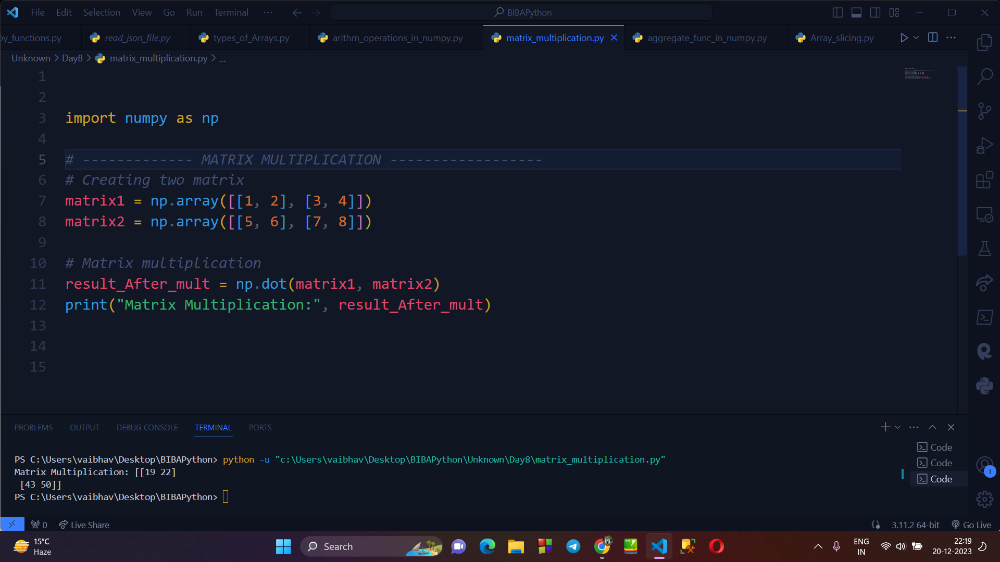 File Edit Selection View Go Run Terminal ··· BIBAPython
py_functions.py read_json_file.py types_of_Arrays.py arithm_operations_in_numpy.py matrix_multiplication.py aggregate_func_in_numpy.py Array_slicing.py
Unknown > Day8 > matrix_multiplication.py > ...
1
2
3 import numpy as np
4
5 # ------------- MATRIX MULTIPLICATION ------------------
6 # Creating two matrix
7 matrix1 = np.array([[1, 2], [3, 4]])
8 matrix2 = np.array([[5, 6], [7, 8]])
9
10 # Matrix multiplication
11 result_After_mult = np.dot(matrix1, matrix2)
12 print("Matrix Multiplication:", result_After_mult)
13
14
15
PROBLEMS OUTPUT DEBUG CONSOLE TERMINAL PORTS
Code
Code
Code
PS C:\Users\vaibhav\Desktop\BIBAPython> python -u "c:\Users\vaibhav\Desktop\BIBAPython\Unknown\Day8\matrix_multiplication.py"
Matrix Multiplication: [[19 22]
 [43 50]]
PS C:\Users\vaibhav\Desktop\BIBAPython>
1
0 Live Share 3.11.2 64-bit Go Live
15°C
Haze
Search
ENG
IN
22:19
20-12-2023